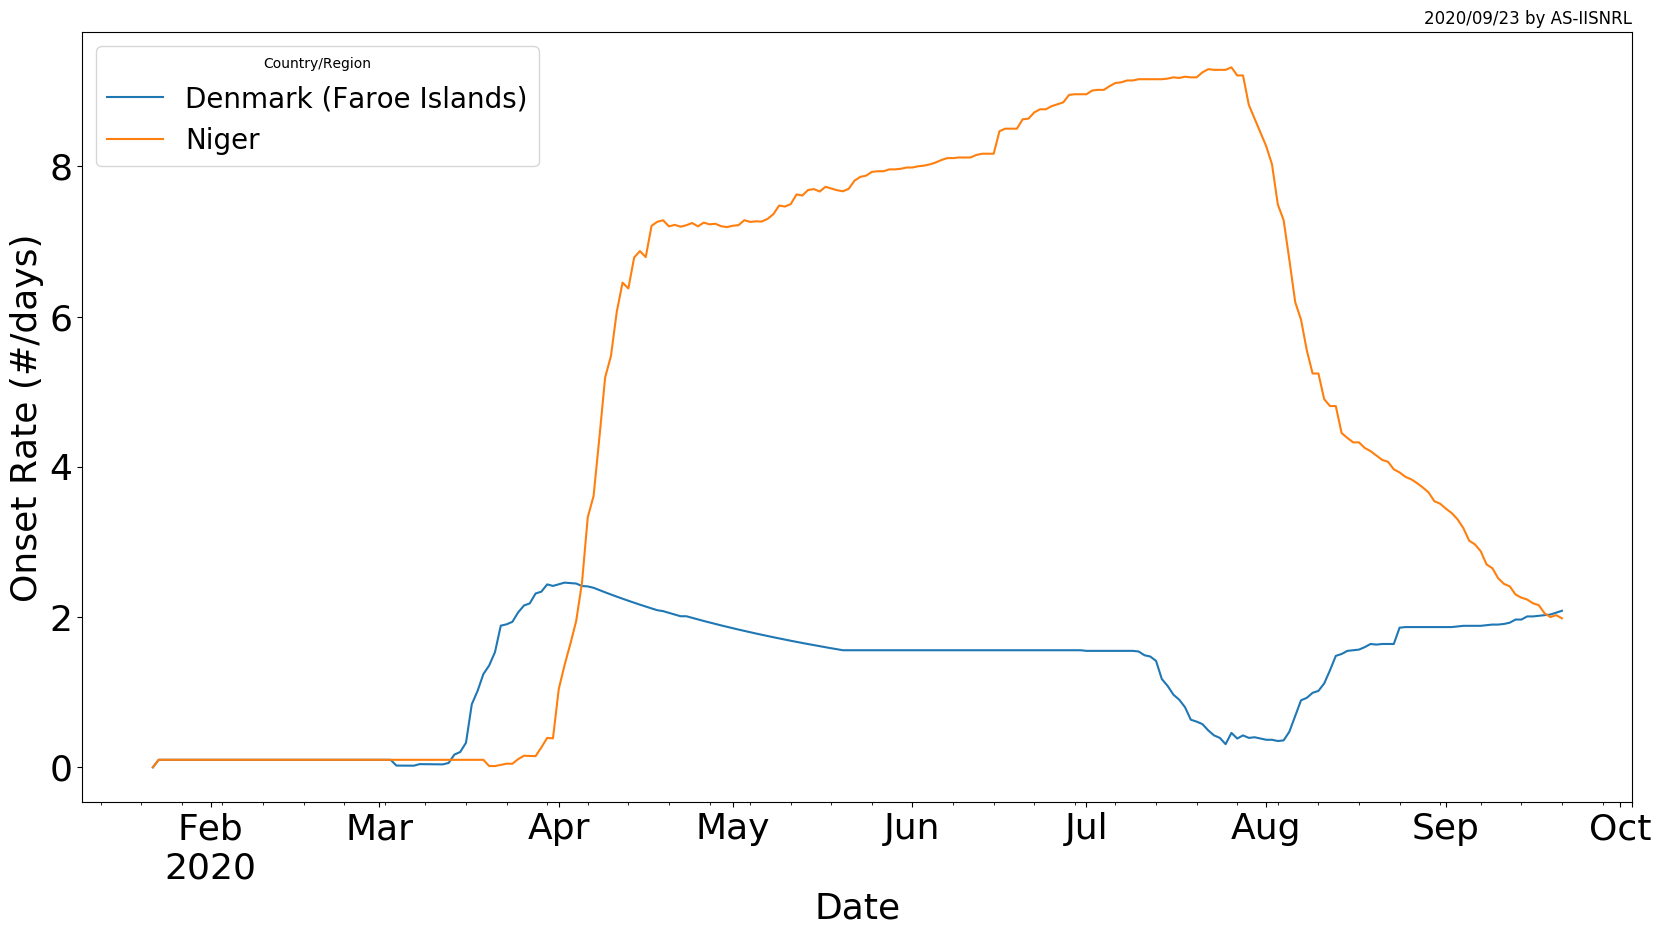 2020/09/23 by AS-IISNRL
Country/Region
Denmark (Faroe Islands)
Niger
Onset Rate (#/days)
8
6
4
2
0
Feb Mar Apr May Jun Jul Aug Sep Oct
2020
Date